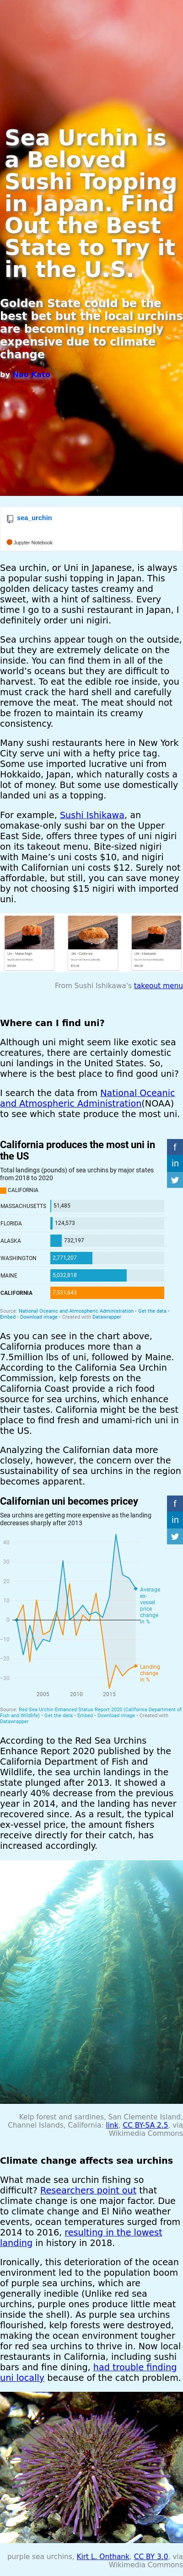 Sea Urchin is
a Beloved
Sushi Topping
in Japan. Find
Out the Best
State to Try it
in the U.S.
Golden State could be the
best bet but the local urchins
are becoming increasingly
expensive due to climate
change
by Nao Kato
sea_urchin
Jupyter Notebook
Sea urchin, or Uni in Japanese, is always
a popular sushi topping in Japan. This
golden delicacy tastes creamy and
sweet, with a hint of saltiness. Every
time I go to a sushi restaurant in Japan, I
definitely order uni nigiri.
Sea urchins appear tough on the outside,
but they are extremely delicate on the
inside. You can find them in all of the
world's oceans but they are difficult to
harvest. To eat the edible roe inside, you
must crack the hard shell and carefully
remove the meat. The meat should not
be frozen to maintain its creamy
consistency.
Many sushi restaurants here in New York
City serve uni with a hefty price tag.
Some use imported lucrative uni from
Hokkaido, Japan, which naturally costs a
lot of money. But some use domestically
landed uni as a topping.
For example, Sushi Ishikawa, an
omakase-only sushi bar on the Upper
East Side, offers three types of uni nigiri
on its takeout menu. Bite-sized nigiri
with Maine's uni costs $10, and nigiri
with Californian uni costs $12. Surely not
affordable, but still, you can save money
by not choosing $15 nigiri with imported
uni.
From Sushi Ishikawa's takeout menu
Where can I find uni?
Although uni might seem like exotic sea
creatures, there are certainly domestic
uni landings in the United States. So,
where is the best place to find good uni?
I search the data from National Oceanic
and Atmospheric Administration(NOAA)
to see which state produce the most uni.
California produces the most uni in
the US
Total landings (pounds) of edible sea urchin by major states
from 2018 to 2020
CALIFORNIA
MASSACHUSETTS 51,485
FLORIDA 124,573
ALASKA 732,197
WASHINGTON 2,771,207
MAINE 5,032,818
CALIFORNIA 7,531,643
Source: National Oceanic and Atmospheric Administration • Get the data •
Embed • Download image • Created with Datawrapper
As you can see in the chart above,
California produces more than a
7.5million lbs of uni, followed by Maine.
According to the California Sea Urchin
Commission, kelp forests on the
California Coast provide a rich food
source for sea urchins, which enhance
their tastes. California might be the best
place to find fresh and umami-rich uni in
the US.
Analyzing the Californian data more
closely, however, the concern over the
sustainability of sea urchins in the region
becomes apparent.
Californian uni becomes pricey
Sea urchins are getting more expensive as the landing
decreases sharply after 2013
40
30
20
10
0
−10
−20
−30
2005 2010 2015
Average
ex-
vessel
price
change
in %
Landing
change
in %
Source: Red Sea Urchin Enhanced Status Report 2020 (California Department of
Fish and Wildlife) • Get the data • Embed • Download image • Created with
Datawrapper
According to the Red Sea Urchins
Enhance Report 2020 published by the
California Department of Fish and
Wildlife, the sea urchin landings in the
state plunged after 2013. It showed a
nearly 40% decrease from the previous
year in 2014, and the landing has never
recovered since. As a result, the typical
ex-vessel price, the amount fishers
receive directly for their catch, has
increased accordingly.
Kelp forest and sardines, San Clemente Island,
Channel Islands, California: link, CC BY-SA 2.5, via
Wikimedia Commons
Climate change affects sea urchins
What made sea urchin fishing so
difficult? Researchers point out that
climate change is one major factor. Due
to climate change and El Niño weather
events, ocean temperatures surged from
2014 to 2016, resulting in the lowest
landing in history in 2018.
Ironically, this deterioration of the ocean
environment led to the population boom
of purple sea urchins, which are
generally inedible (Unlike red sea
urchins, purple ones produce little meat
inside the shell). As purple sea urchins
flourished, kelp forests were destroyed,
making the ocean environment tougher
for red sea urchins to thrive in. Now local
restaurants in California, including sushi
bars and fine dining, had trouble finding
uni locally because of the catch problem.
purple sea urchins, Kirt L. Onthank, CC BY 3.0, via
Wikimedia Commons